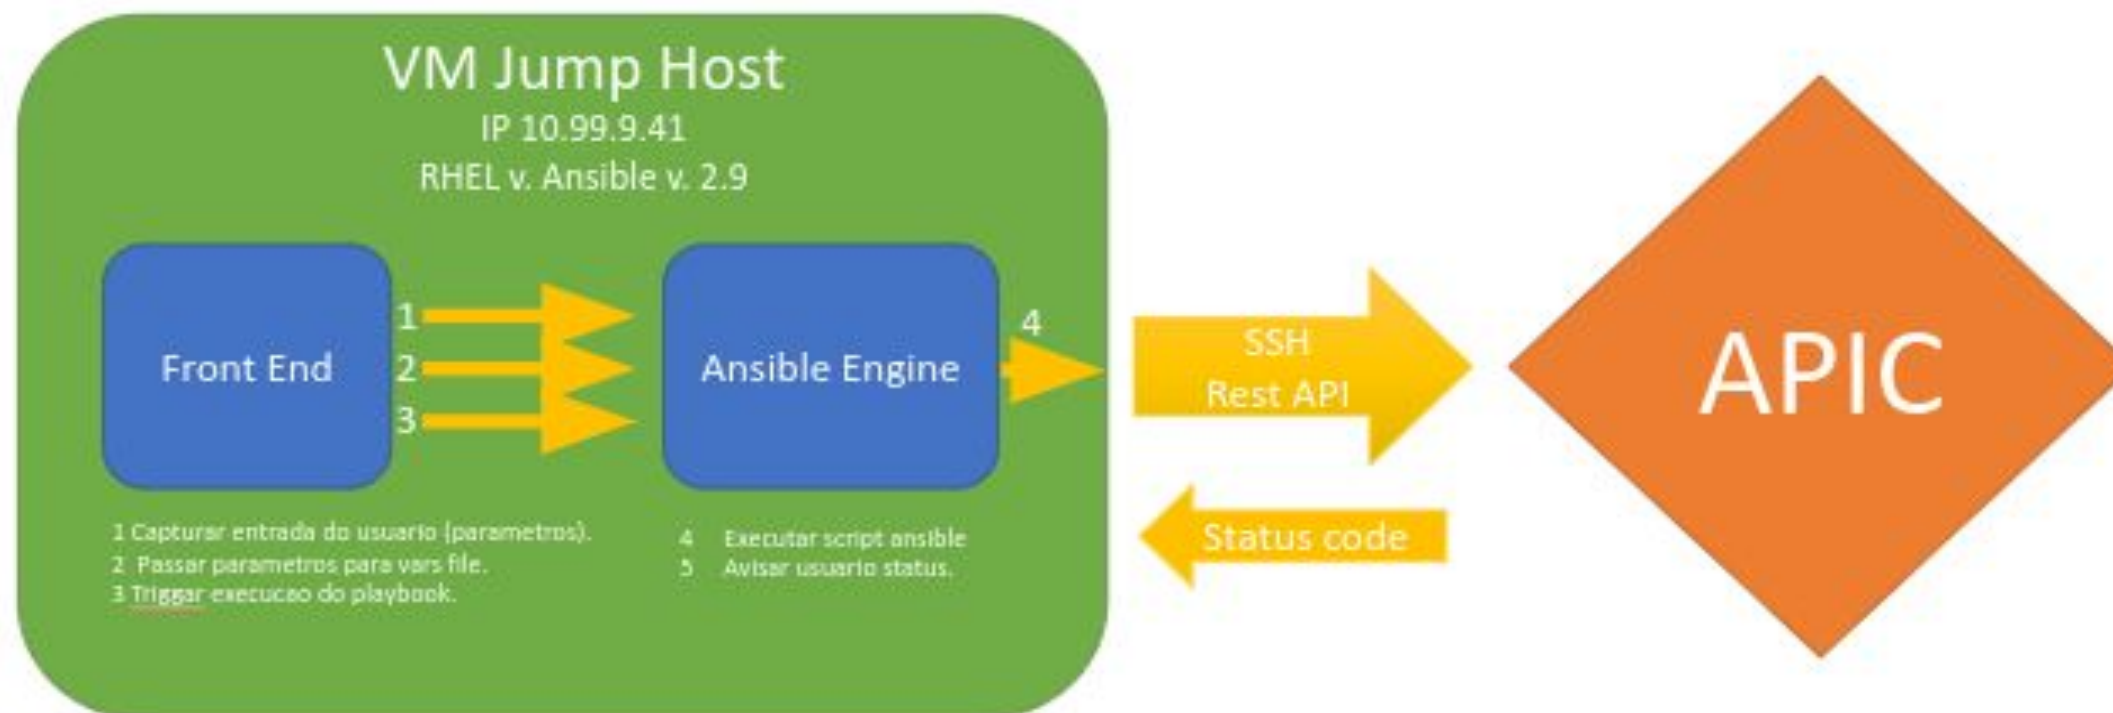 VM Jump Host
IP 10.99.9.41
RHEL v. Ansible v. 2.9
Front End
1
2
3
Ansible Engine
4
1 Capturar entrada do usuario (parametros).
2 Passar parametros para vars file.
3 Triggar execucao do playbook.
4 Executar script ansible
5 Avisar usuario status.
SSH
Rest API
Status code
APIC